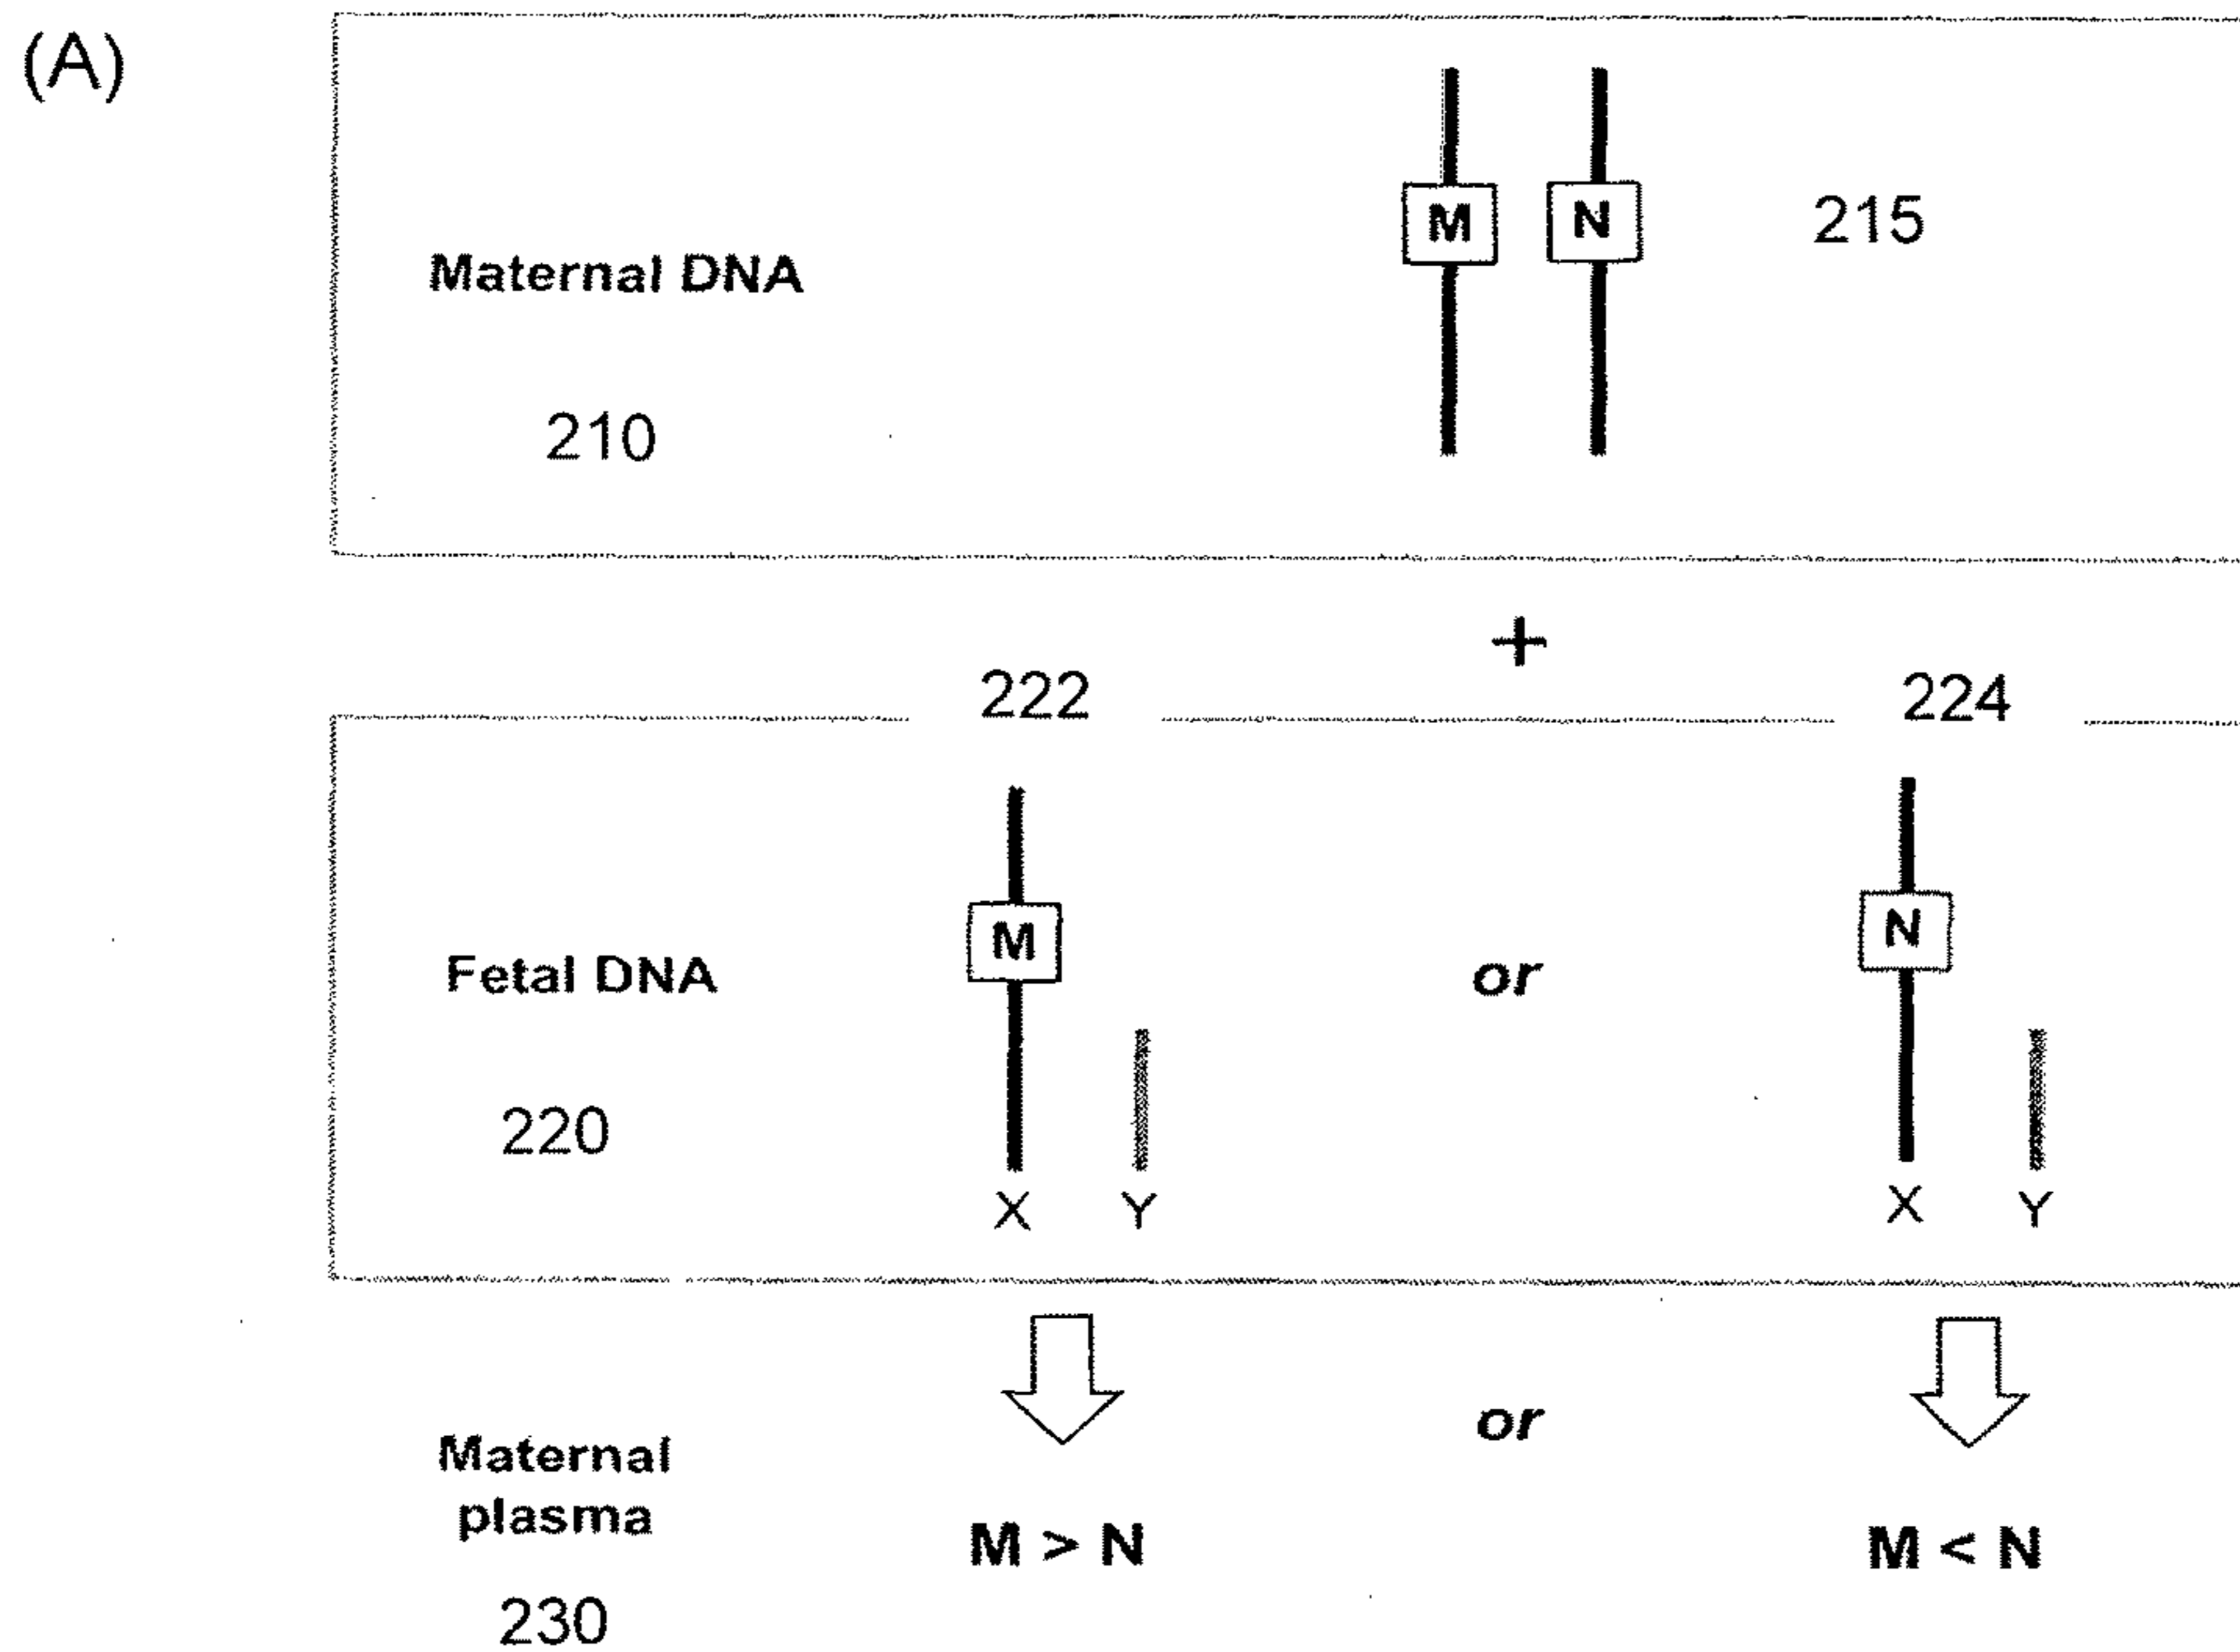 (A)
M N 215
Maternal DNA
210
+
222 224
M N
Fetal DNA or
220
X Y X Y
Maternal or
plasma
M > N M < N
230